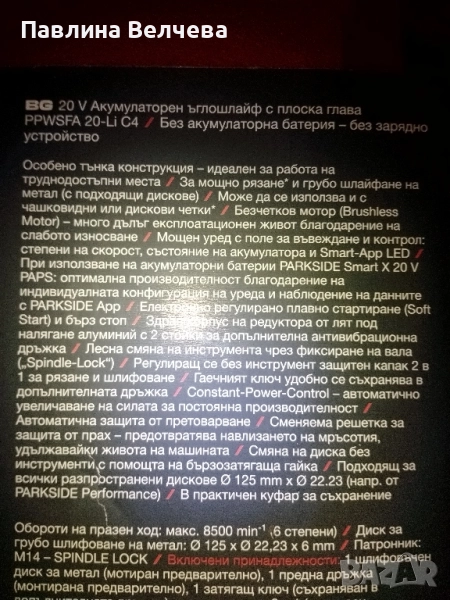 Павлина Велчева
BG 20 V Акумулаторен ъглошлайф с плоска глава
PPWSFA 20-Li C4 / Без акумулаторна батерия – без зарядно
устройство
Особено тънка конструкция – идеален за работа на
труднодостъпни места / За мощно рязане* и грубо шлайфане на
метал (с подходящи дискове) / Може да се използва и с
чашковидни или дискови четки* / Безчетков мотор (Brushless
Motor) – много дълъг експлоатационен живот благодарение на
слабото износване / Мощен уред с поле за въвеждане и контрол:
степени на скорост, състояние на акумулатора и Smart-App LED /
При използване на акумулаторни батерии PARKSIDE Smart X 20 V
PAPS: оптимална производителност благодарение на
индивидуалната конфигурация на уреда и наблюдение на данните
с PARKSIDE App / Електронно регулирано плавно стартиране (Soft
Start) и бърз стоп / Здрав корпус на редуктора от лят под
налягане алуминий с 2 стойки за допълнителна антивибрационна
дръжка / Лесна смяна на инструмента чрез фиксиране на вала
(„Spindle-Lock“) / Регулиращ се без инструмент защитен капак 2 в
1 за рязане и шлифоване / Гаечният ключ удобно се съхранява в
допълнителната дръжка / Constant-Power-Control – автоматично
увеличаване на силата за постоянна производителност /
Автоматична защита от претоварване / Сменяема решетка за
защита от прах – предотвратява навлизането на мръсотия,
удължавайки живота на машината / Смяна на диска без
инструменти с помощта на бързозатягаща гайка / Подходящ за
всички разпространени дискове Ø 125 mm x Ø 22.23 (напр. от
PARKSIDE Performance) / В практичен куфар за съхранение
Обороти на празен ход: макс. 8500 min⁻¹ (6 степени) / Диск за
грубо шлифоване на метал: Ø 125 x Ø 22,23 x 6 mm / Патронник:
M14 – SPINDLE LOCK / Включени принадлежности: 1 шлифовъчен
диск за метал (мотиран предварително), 1 предна дръжка
(монтирана предварително), 1 затягащ ключ (съхраняван в